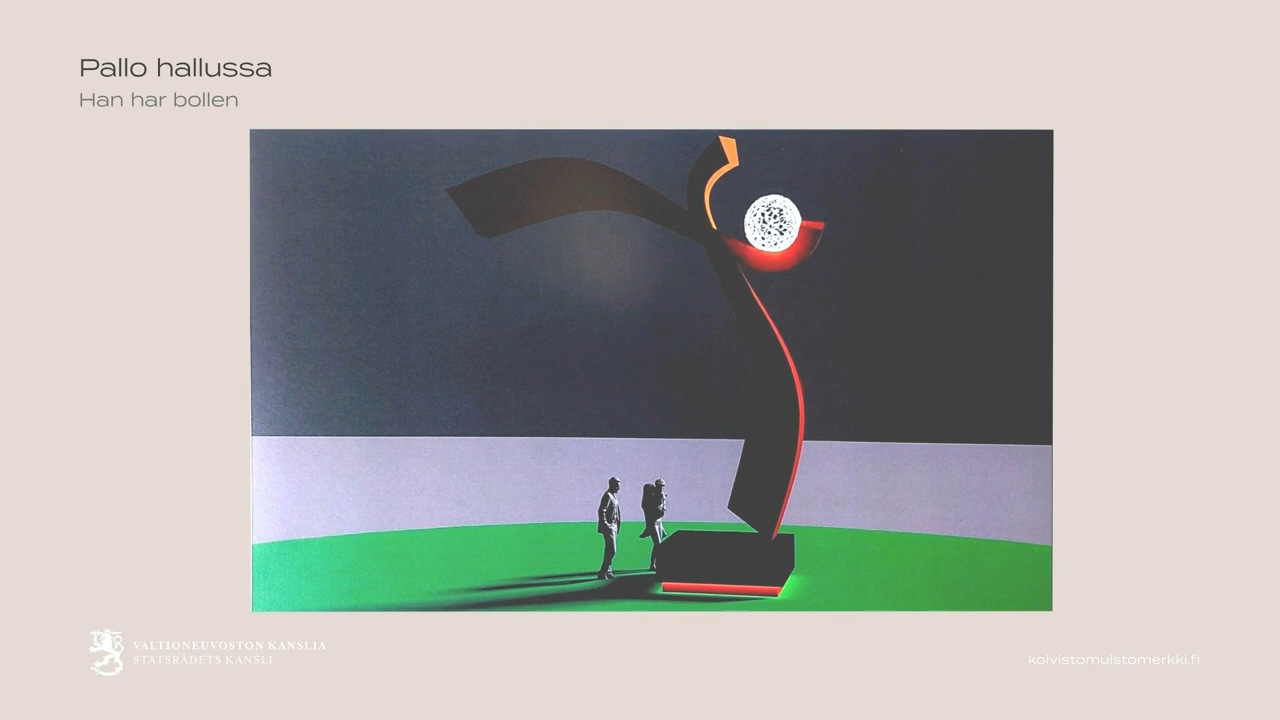 Pallo hallussa
Han har bollen
VALTIONEUVOSTON KANSLIA
STATSRÅDETS KANSLI
koivistomuistomerkki.fi